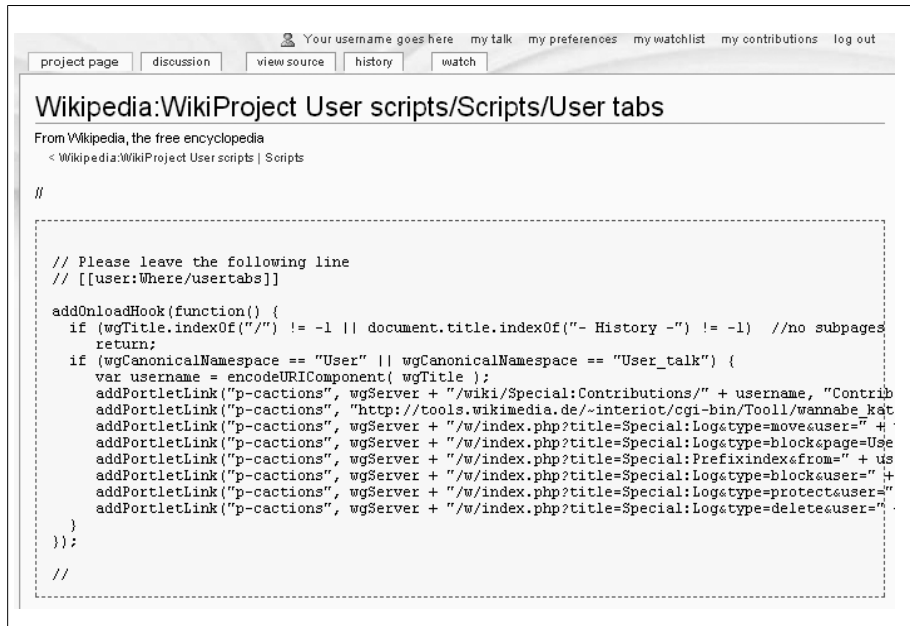 Your username goes here my talk my preferences my watchlist my contributions log out
project page discussion view source history watch
Wikipedia:WikiProject User scripts/Scripts/User tabs
From Wikipedia, the free encyclopedia
< Wikipedia:WikiProject User scripts | Scripts
//
// Please leave the following line
// [[user:Where/usertabs]]
addOnloadHook(function() {
if (wgTitle.indexOf("/") != -1 || document.title.indexOf("- History -") != -1) //no subpages
return;
if (wgCanonicalNamespace == "User" || wgCanonicalNamespace == "User_talk") {
var username = encodeURIComponent( wgTitle );
addPortletLink("p-cactions", wgServer + "/wiki/Special:Contributions/" + username, "Contrib
addPortletLink("p-cactions", "http://tools.wikimedia.de/~interiot/cgi-bin/Tool1/wannabe_kat
addPortletLink("p-cactions", wgServer + "/w/index.php?title=Special:Log&type=move&user=" +
addPortletLink("p-cactions", wgServer + "/w/index.php?title=Special:Log&type=block&page=Use
addPortletLink("p-cactions", wgServer + "/w/index.php?title=Special:Prefixindex&from=" + us
addPortletLink("p-cactions", wgServer + "/w/index.php?title=Special:Log&type=block&user=" +
addPortletLink("p-cactions", wgServer + "/w/index.php?title=Special:Log&type=protect&user="
addPortletLink("p-cactions", wgServer + "/w/index.php?title=Special:Log&type=delete&user="
}
});
//